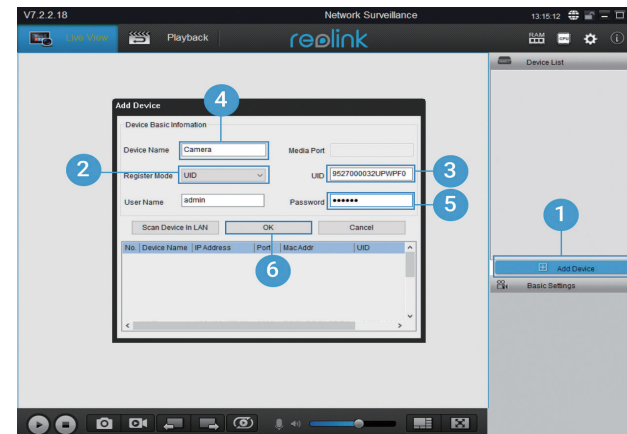 V7.2.2.18 Network Surveillance 13:15:12
Live View Playback reolink RAM CPU
Device List
Add Device
4
Device Basic Infomation
Device Name Camera Media Port
2
Register Mode UID UID 9527000032UPWPF0 3
User Name admin Password ●●●●●● 5
1
Scan Device In LAN OK Cancel
No. Device Name IP Address Port MacAddr UID
6
Add Device
Basic Settings